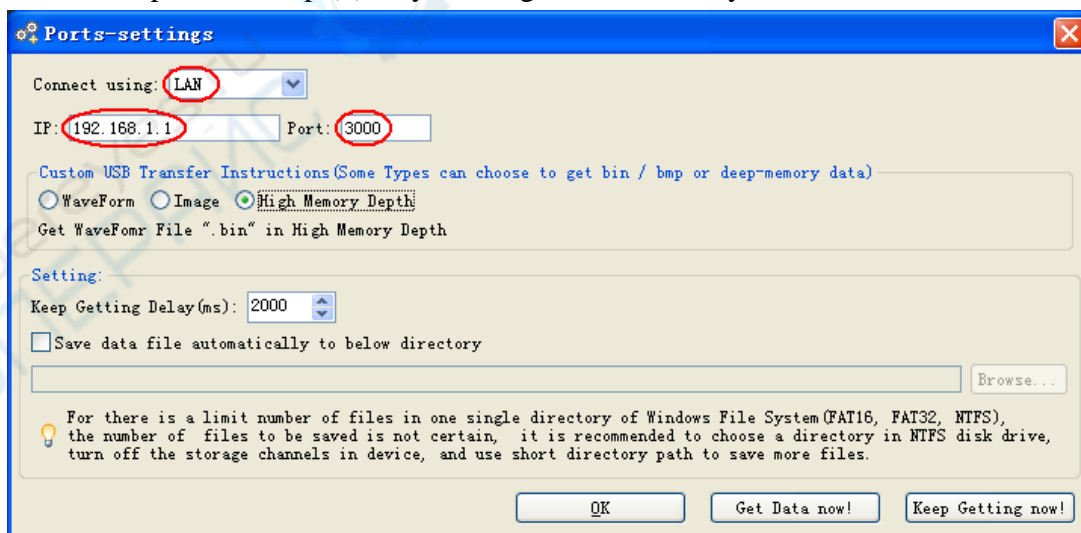 Ports-settings
Connect using: LAN
IP: 192.168.1.1 Port: 3000
Custom USB Transfer Instructions(Some Types can choose to get bin / bmp or deep-memory data)
WaveForm Image High Memory Depth
Get WaveFomr File ".bin" in High Memory Depth
Setting:
Keep Getting Delay(ms): 2000
Save data file automatically to below directory
Browse...
For there is a limit number of files in one single directory of Windows File System(FAT16, FAT32, NTFS),
the number of files to be saved is not certain, it is recommended to choose a directory in NTFS disk drive,
turn off the storage channels in device, and use short directory path to save more files.
OK Get Data now! Keep Getting now!